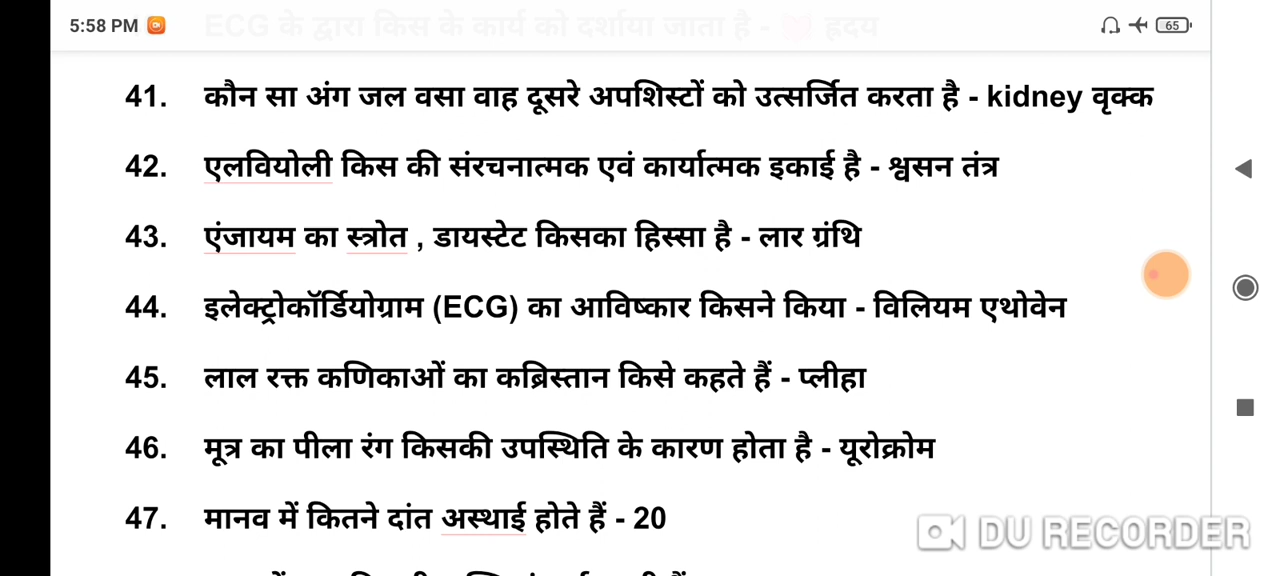 5:58 PM
65
ECG के द्वारा किस के कार्य को दर्शाया जाता है - ह्रदय
41. कौन सा अंग जल वसा वाह दूसरे अपशिस्टों को उत्सर्जित करता है - kidney वृक्क
42. एलवियोली किस की संरचनात्मक एवं कार्यात्मक इकाई है - श्वसन तंत्र
43. एंजायम का स्त्रोत , डायस्टेट किसका हिस्सा है - लार ग्रंथि
44. इलेक्ट्रोकॉर्डियोग्राम (ECG) का आविष्कार किसने किया - विलियम एथोवेन
45. लाल रक्त कणिकाओं का कब्रिस्तान किसे कहते हैं - प्लीहा
46. मूत्र का पीला रंग किसकी उपस्थिति के कारण होता है - यूरोक्रोम
47. मानव में कितने दांत अस्थाई होते हैं - 20
DU RECORDER